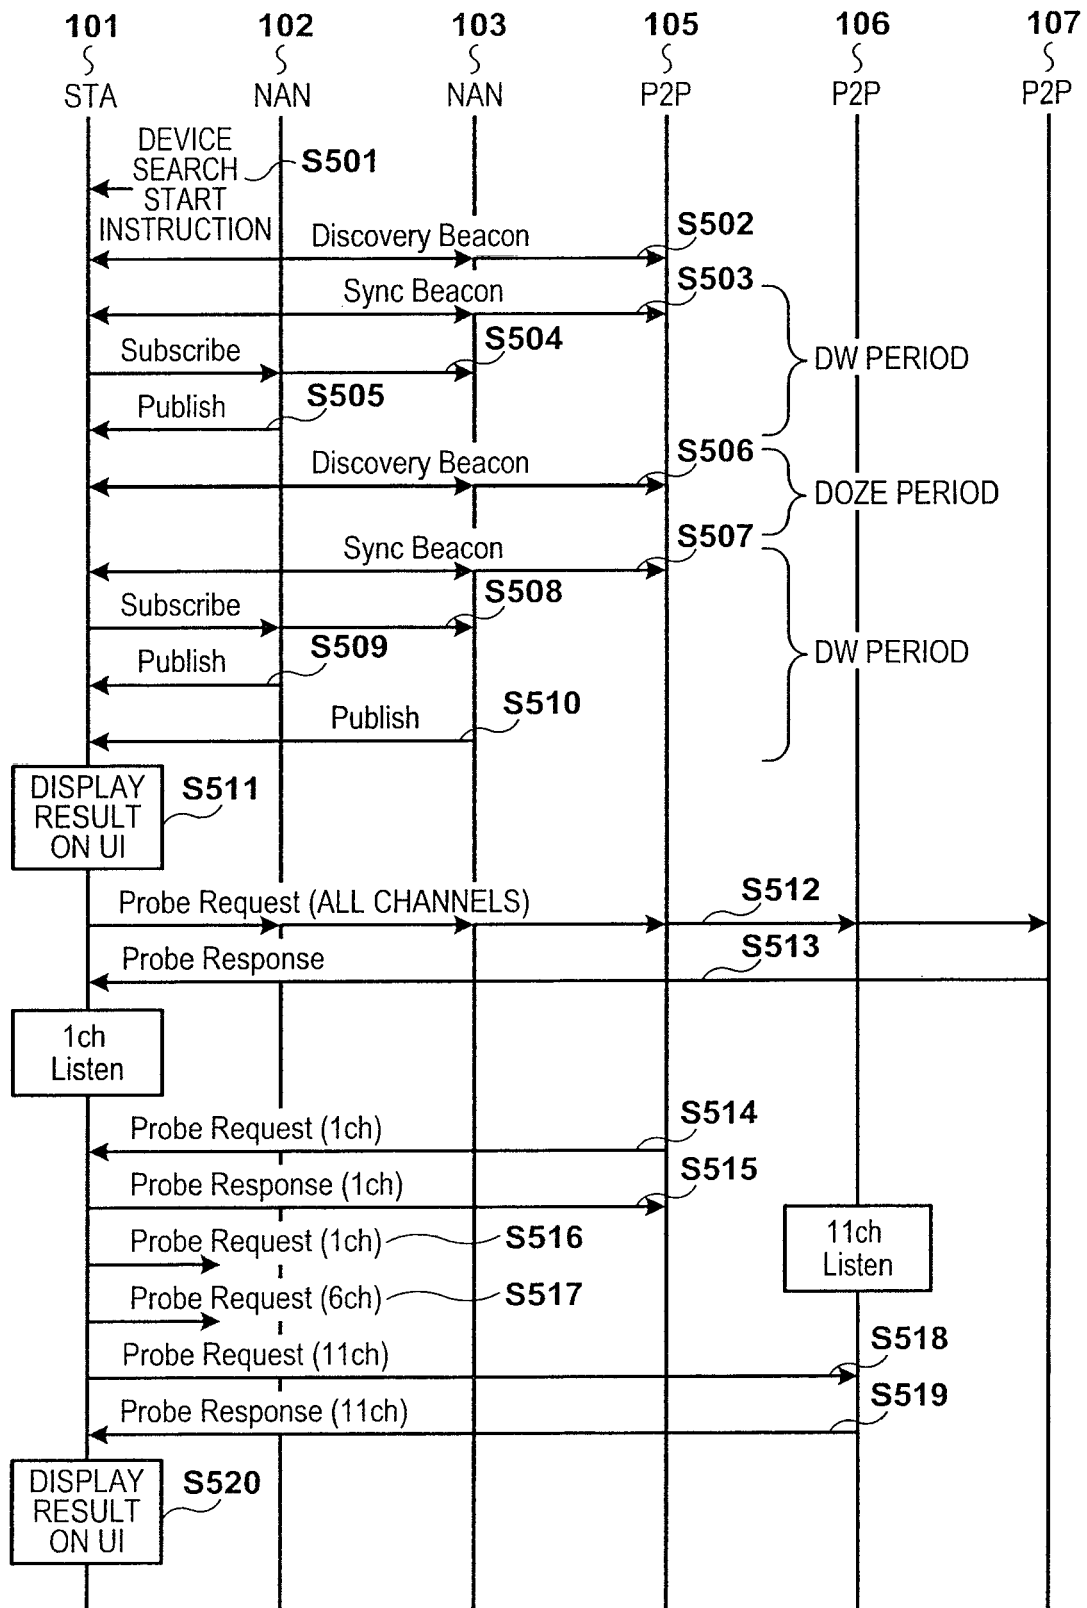 101 102 103 105 106 107
STA NAN NAN P2P P2P P2P
DEVICE
SEARCH
START
INSTRUCTION
S501
Discovery Beacon
S502
Sync Beacon
S503
Subscribe
S504
DW PERIOD
Publish
S505
Discovery Beacon
S506
DOZE PERIOD
Sync Beacon
S507
Subscribe
S508
Publish
S509
DW PERIOD
Publish
S510
DISPLAY
RESULT
ON UI
S511
Probe Request (ALL CHANNELS)
S512
Probe Response
S513
1ch
Listen
Probe Request (1ch)
S514
Probe Response (1ch)
S515
Probe Request (1ch)
S516
11ch
Listen
Probe Request (6ch)
S517
Probe Request (11ch)
S518
Probe Response (11ch)
S519
DISPLAY
RESULT
ON UI
S520